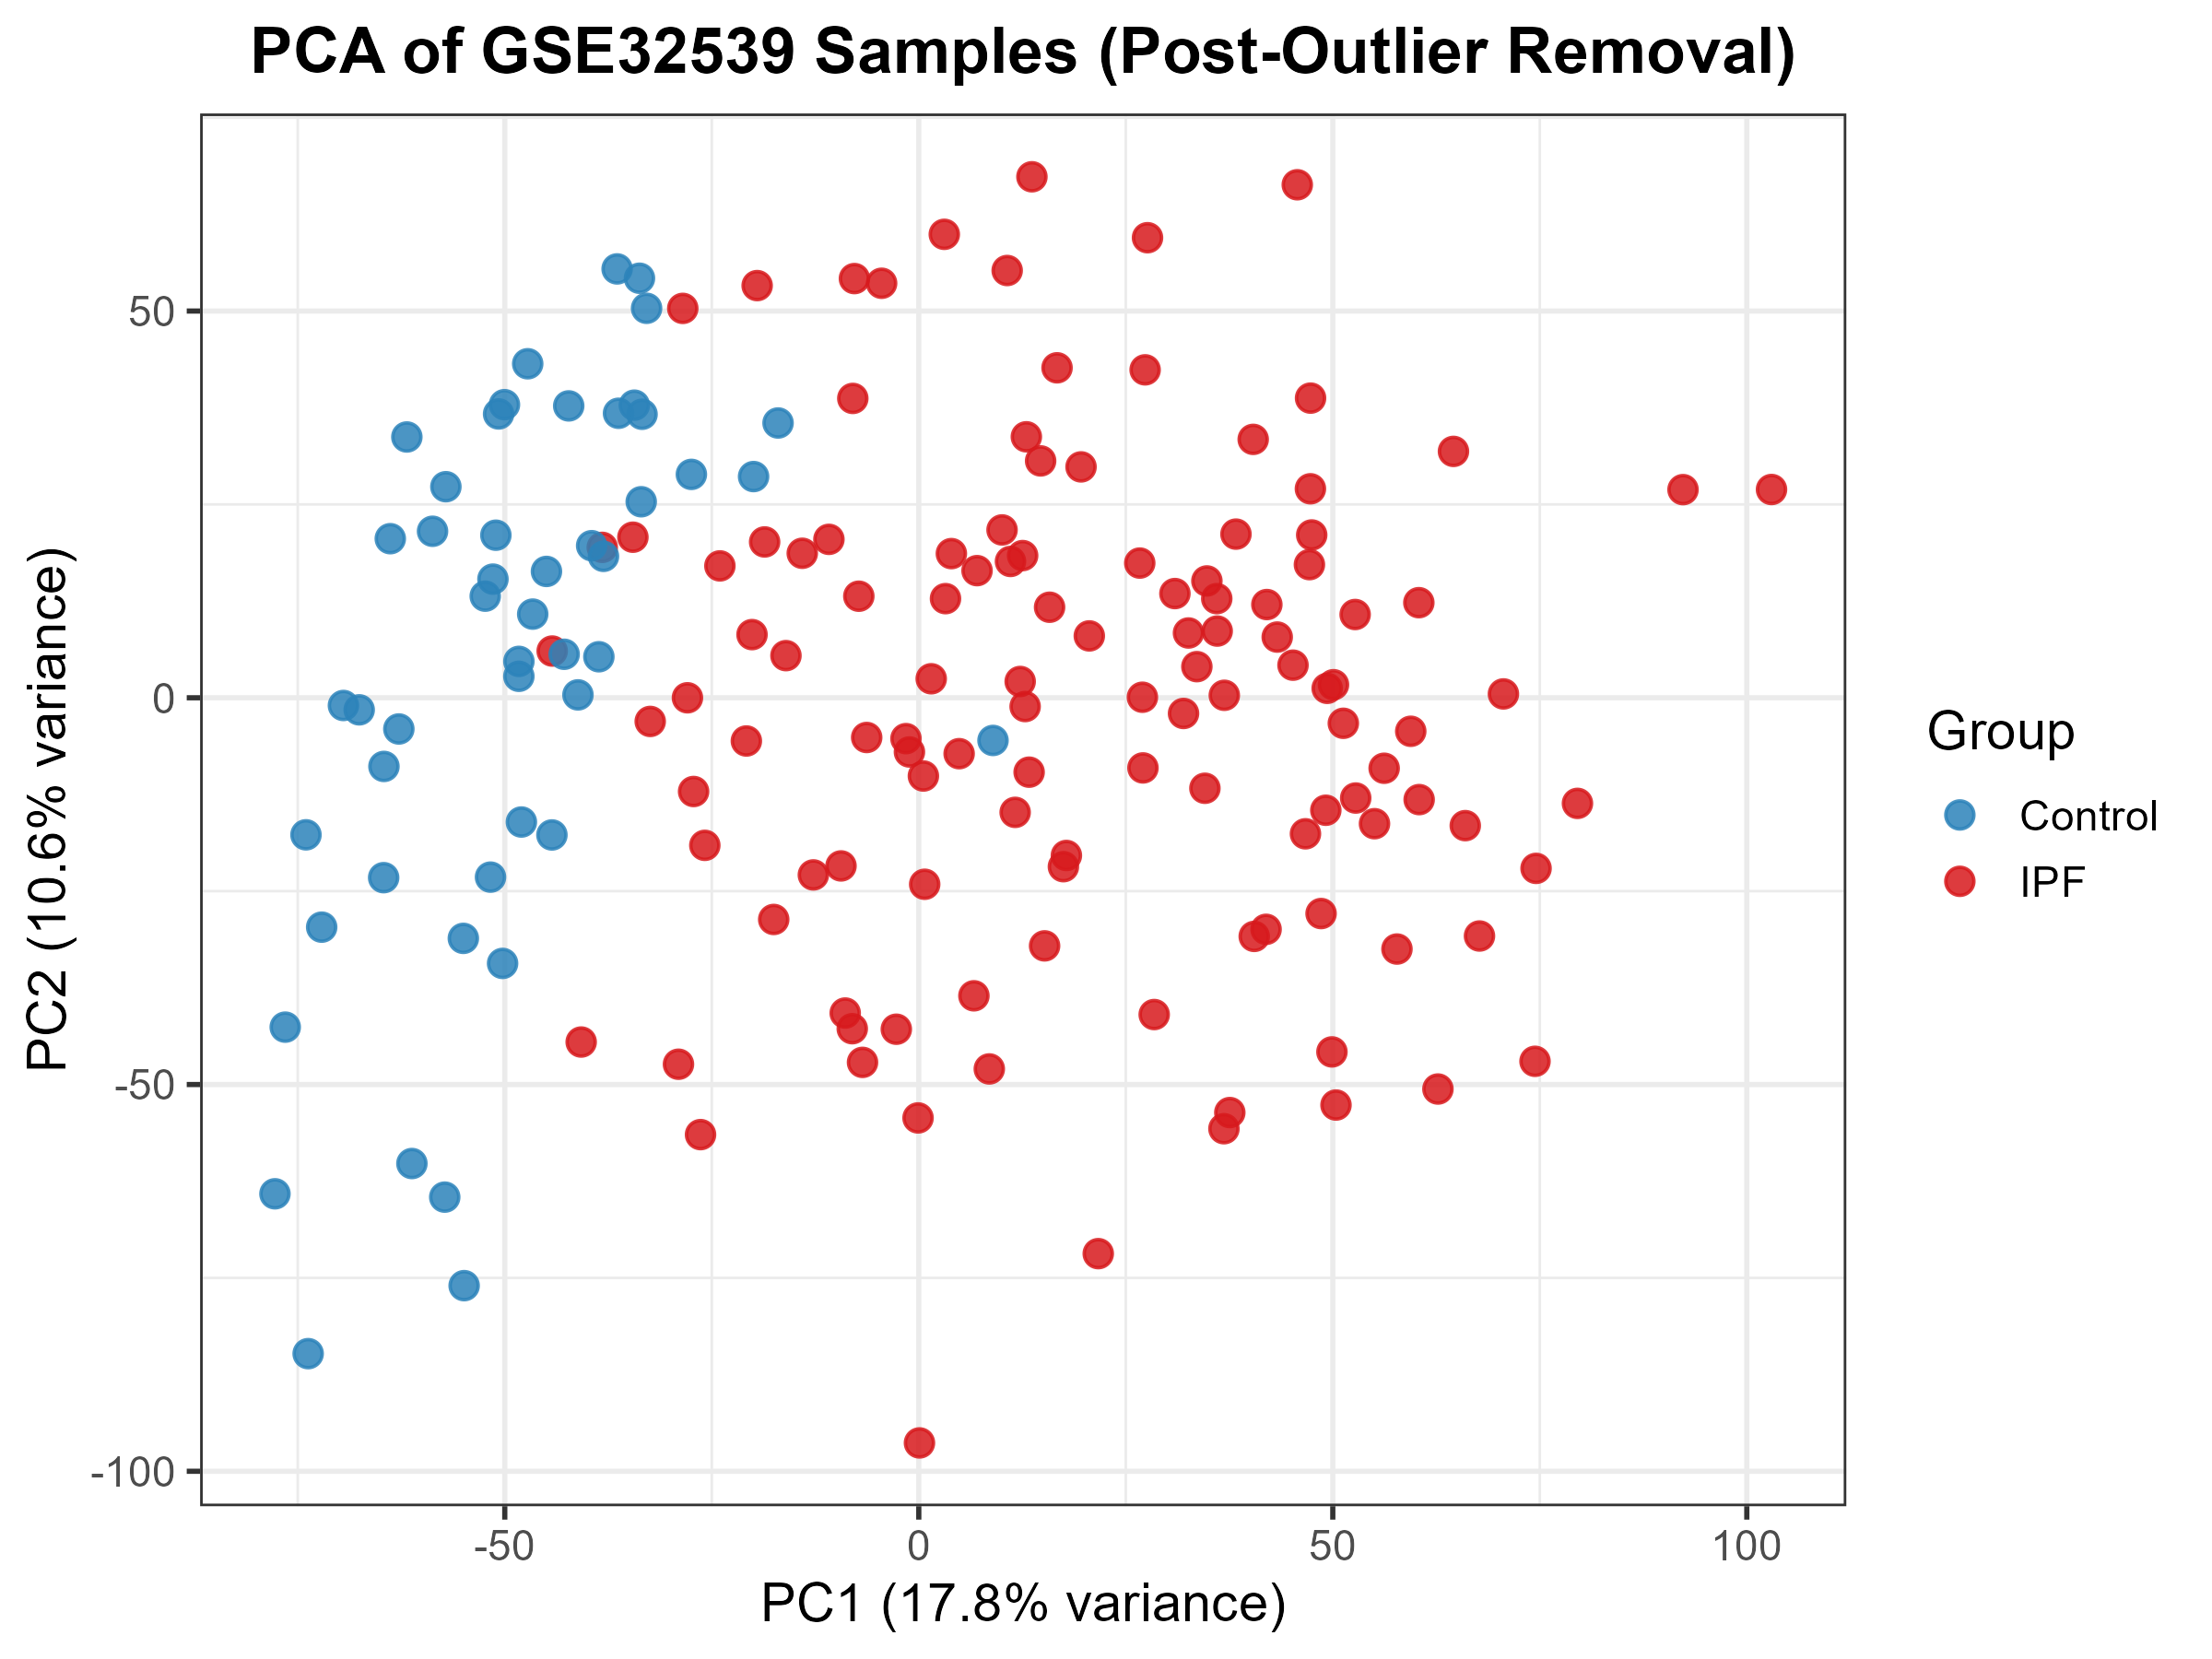 PCA of GSE32539 Samples (Post-Outlier Removal)
PC2 (10.6% variance)
50
0
-50
-100
-50
0
50
100
PC1 (17.8% variance)
Group
Control
IPF